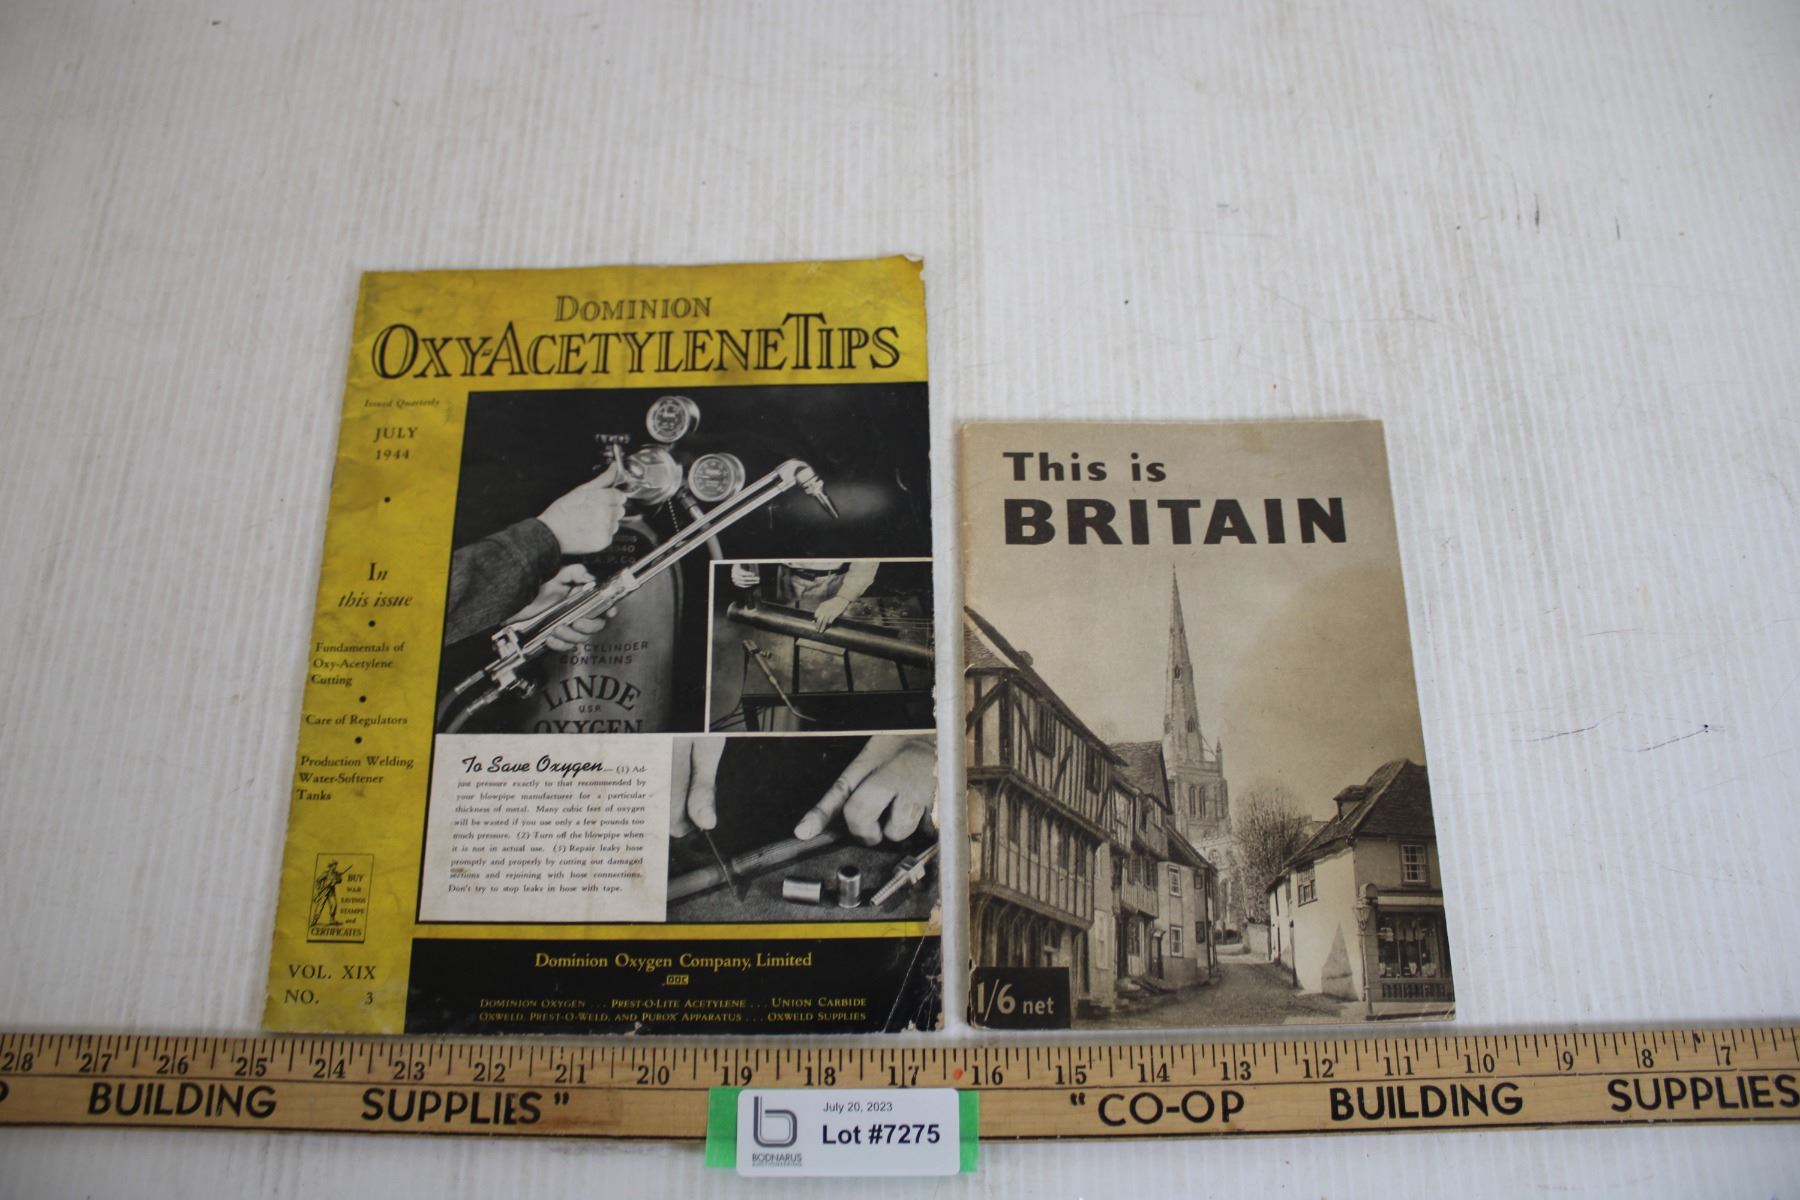 DOMINION
OXY-ACETYLENE TIPS
Issued Quarterly
JULY
1944
In
this issue
Fundamentals of
Oxy-Acetylene
Cutting
Care of Regulators
Production Welding
Water-Softener
Tanks
BUY
WAR
SAVINGS
STAMPS
and
CERTIFICATES
VOL. XIX
NO. 3
CYLINDER
CONTAINS
LINDE
U.S.P.
OXYGEN
To Save Oxygen— (1) Ad-
just pressure exactly to that recommended by
your blowpipe manufacturer for a particular
thickness of metal. Many cubic feet of oxygen
will be wasted if you use only a few pounds too
much pressure. (2) Turn off the blowpipe when
it is not in actual use. (3) Repair leaky hose
promptly and properly by cutting out damaged
sections and rejoining with hose connections.
Don't try to stop leaks in hose with tape.
Dominion Oxygen Company, Limited
DOC
DOMINION OXYGEN . . . PREST-O-LITE ACETYLENE . . . UNION CARBIDE
OXWELD, PREST-O-WELD, AND PUROX APPARATUS . . . OXWELD SUPPLIES
This is
BRITAIN
1/6 net
28 27 26 25 24 23 22 21 20 19 18 17 16 15 14 13 12 11 10 9 8 7
P BUILDING SUPPLIES" "CO-OP BUILDING SUPPLIES
July 20, 2023
Lot #7275
BODNARUS
AUCTIONEERING